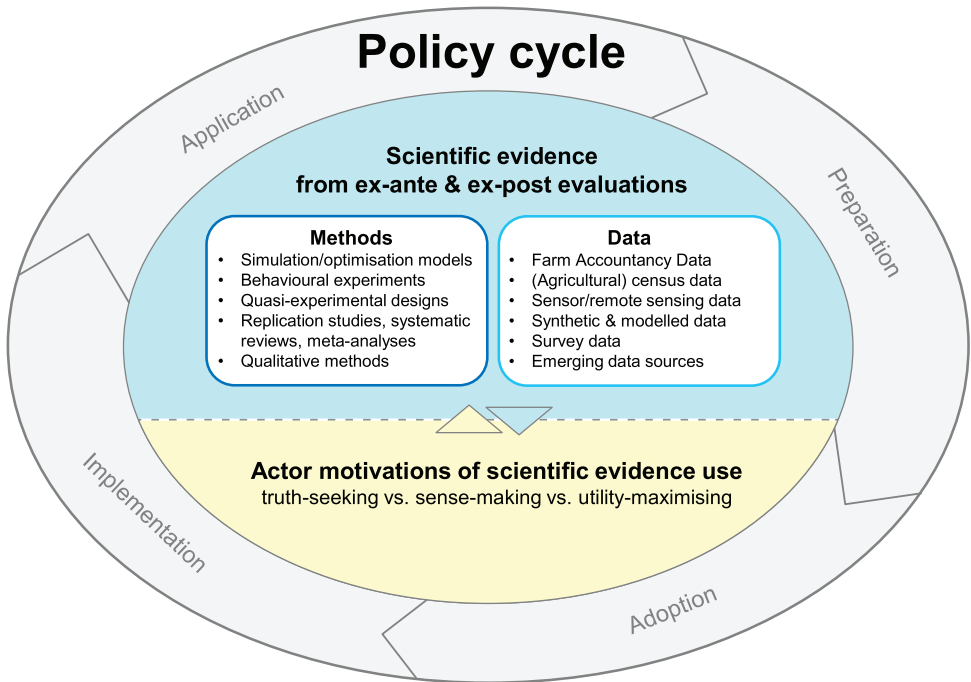 Policy cycle
Application
Preparation
Scientific evidence
from ex-ante & ex-post evaluations
Methods
• Simulation/optimisation models
• Behavioural experiments
• Quasi-experimental designs
• Replication studies, systematic
reviews, meta-analyses
• Qualitative methods
Data
• Farm Accountancy Data
• (Agricultural) census data
• Sensor/remote sensing data
• Synthetic & modelled data
• Survey data
• Emerging data sources
Actor motivations of scientific evidence use
truth-seeking vs. sense-making vs. utility-maximising
Implementation
Adoption